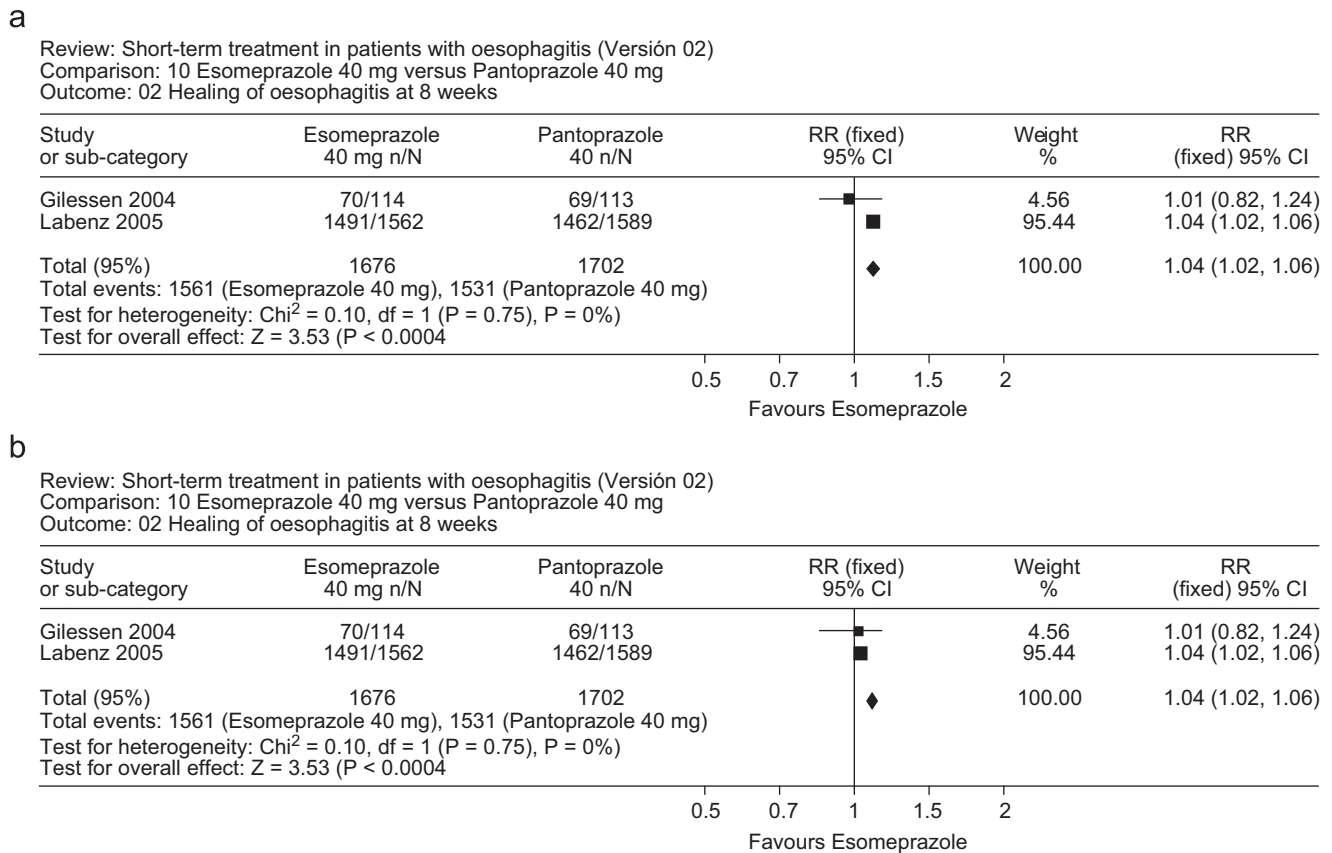 a
Review: Short-term treatment in patients with oesophagitis (Versión 02)
Comparison: 10 Esomeprazole 40 mg versus Pantoprazole 40 mg
Outcome: 02 Healing of oesophagitis at 8 weeks
Study Esomeprazole Pantoprazole RR (fixed) Weight RR
or sub-category 40 mg n/N 40 n/N 95% CI % (fixed) 95% CI
Gilessen 2004 70/114 69/113 4.56 1.01 (0.82, 1.24)
Labenz 2005 1491/1562 1462/1589 95.44 1.04 (1.02, 1.06)
Total (95%) 1676 1702 100.00 1.04 (1.02, 1.06)
Total events: 1561 (Esomeprazole 40 mg), 1531 (Pantoprazole 40 mg)
Test for heterogeneity: Chi² = 0.10, df = 1 (P = 0.75), P = 0%)
Test for overall effect: Z = 3.53 (P < 0.0004
0.5 0.7 1 1.5 2
Favours Esomeprazole
b
Review: Short-term treatment in patients with oesophagitis (Versión 02)
Comparison: 10 Esomeprazole 40 mg versus Pantoprazole 40 mg
Outcome: 02 Healing of oesophagitis at 8 weeks
Study Esomeprazole Pantoprazole RR (fixed) Weight RR
or sub-category 40 mg n/N 40 n/N 95% CI % (fixed) 95% CI
Gilessen 2004 70/114 69/113 4.56 1.01 (0.82, 1.24)
Labenz 2005 1491/1562 1462/1589 95.44 1.04 (1.02, 1.06)
Total (95%) 1676 1702 100.00 1.04 (1.02, 1.06)
Total events: 1561 (Esomeprazole 40 mg), 1531 (Pantoprazole 40 mg)
Test for heterogeneity: Chi² = 0.10, df = 1 (P = 0.75), P = 0%)
Test for overall effect: Z = 3.53 (P < 0.0004
0.5 0.7 1 1.5 2
Favours Esomeprazole